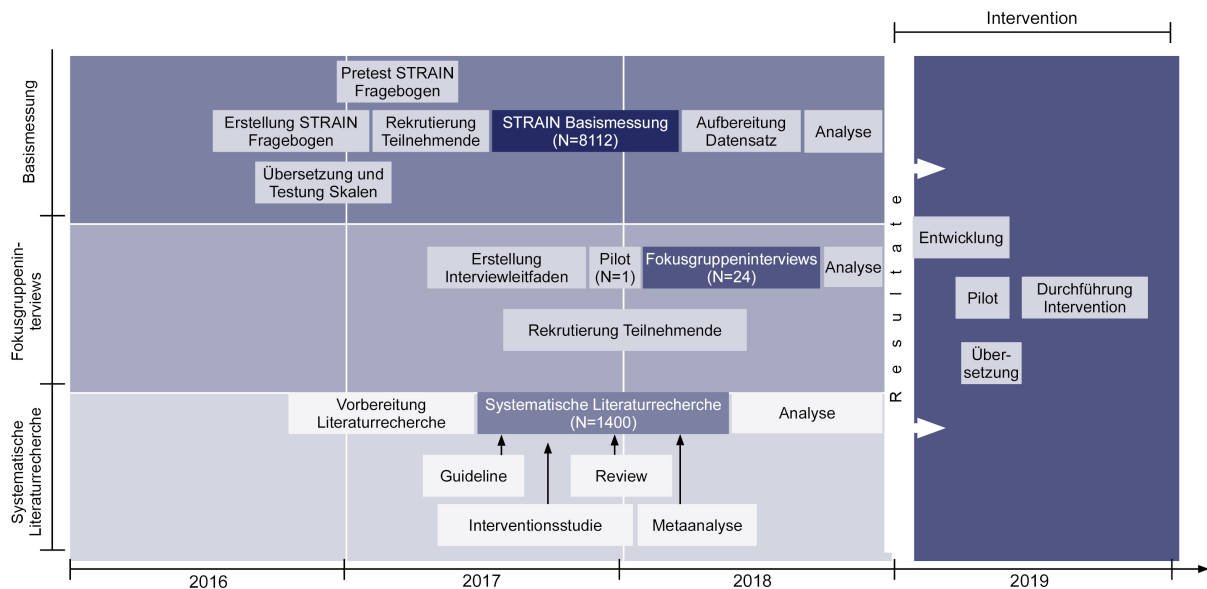 Intervention
Basismessung
Pretest STRAIN
Fragebogen
Erstellung STRAIN
Fragebogen
Rekrutierung
Teilnehmende
STRAIN Basismessung
(N=8112)
Aufbereitung
Datensatz
Analyse
Übersetzung und
Testung Skalen
Fokusgruppenin-
terviews
Erstellung
Interviewleitfaden
Pilot
(N=1)
Fokusgruppeninterviews
(N=24)
Analyse
Rekrutierung Teilnehmende
Systematische
Literaturrecherche
Vorbereitung
Literaturrecherche
Systematische Literaturrecherche
(N=1400)
Analyse
Guideline
Review
Interventionsstudie
Metaanalyse
Resultate
Entwicklung
Pilot
Durchführung
Intervention
Über-
setzung
2016
2017
2018
2019